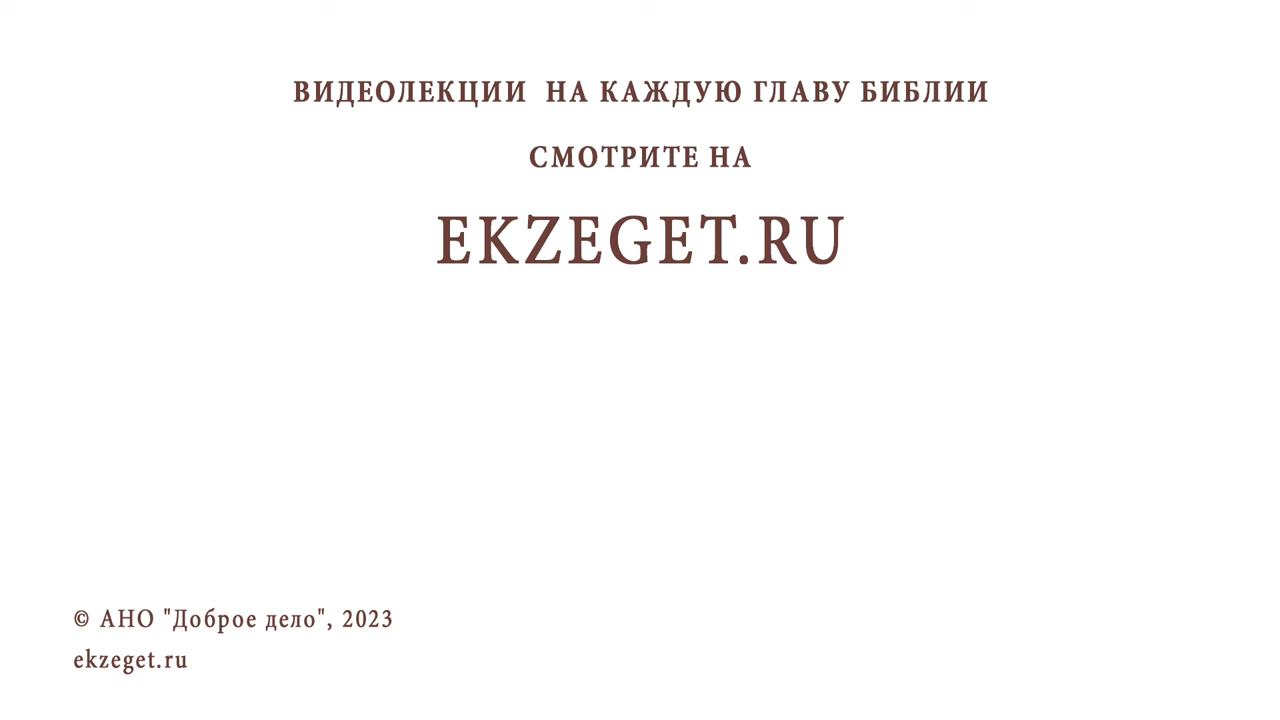 ВИДЕОЛЕКЦИИ НА КАЖДУЮ ГЛАВУ БИБЛИИ
СМОТРИТЕ НА
EKZEGET.RU
© АНО "Доброе дело", 2023
ekzeget.ru